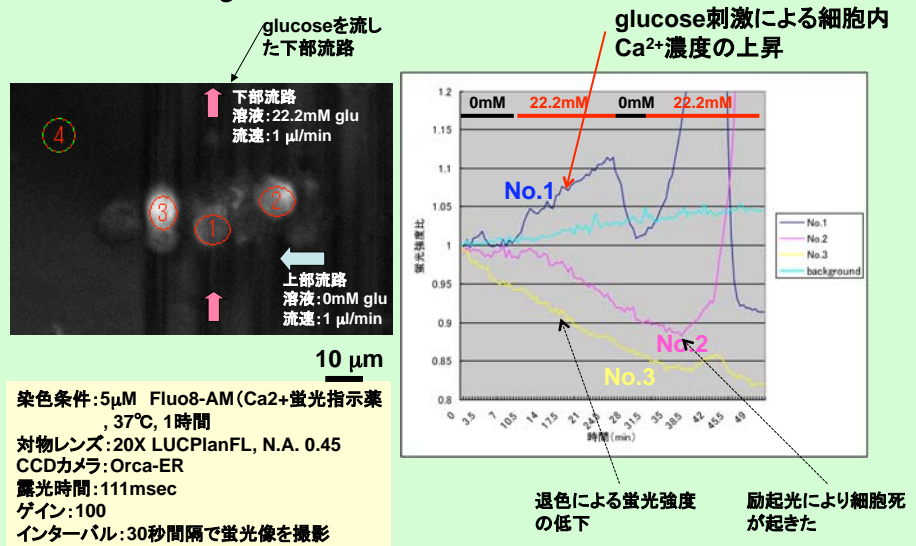 glucoseを流し
た下部流路
glucose刺激による細胞内
Ca2+濃度の上昇
下部流路
溶液:22.2mM glu
流速:1 μl/min
4
3
2
1
上部流路
溶液:0mM glu
流速:1 μl/min
10 μm
染色条件:5μM Fluo8-AM(Ca2+蛍光指示薬
, 37℃, 1時間
対物レンズ:20X LUCPlanFL, N.A. 0.45
CCDカメラ:Orca-ER
露光時間:111msec
ゲイン:100
インターバル:30秒間隔で蛍光像を撮影
0mM 22.2mM 0mM 22.2mM
1.2
1.15
1.1
1.05
1
0.95
0.9
0.85
0.8
蛍光強度比
No.1
No.2
No.3
No.1
No.2
No.3
background
0 3.5 7 10.5 14 17.5 21 24.5 28 31.5 35 38.5 42 45.5 49
時間(min)
退色による蛍光強度
の低下
励起光により細胞死
が起きた